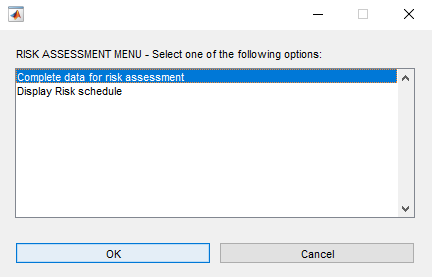 RISK ASSESSMENT MENU - Select one of the following options:
Complete data for risk assessment
Display Risk schedule
OK
Cancel